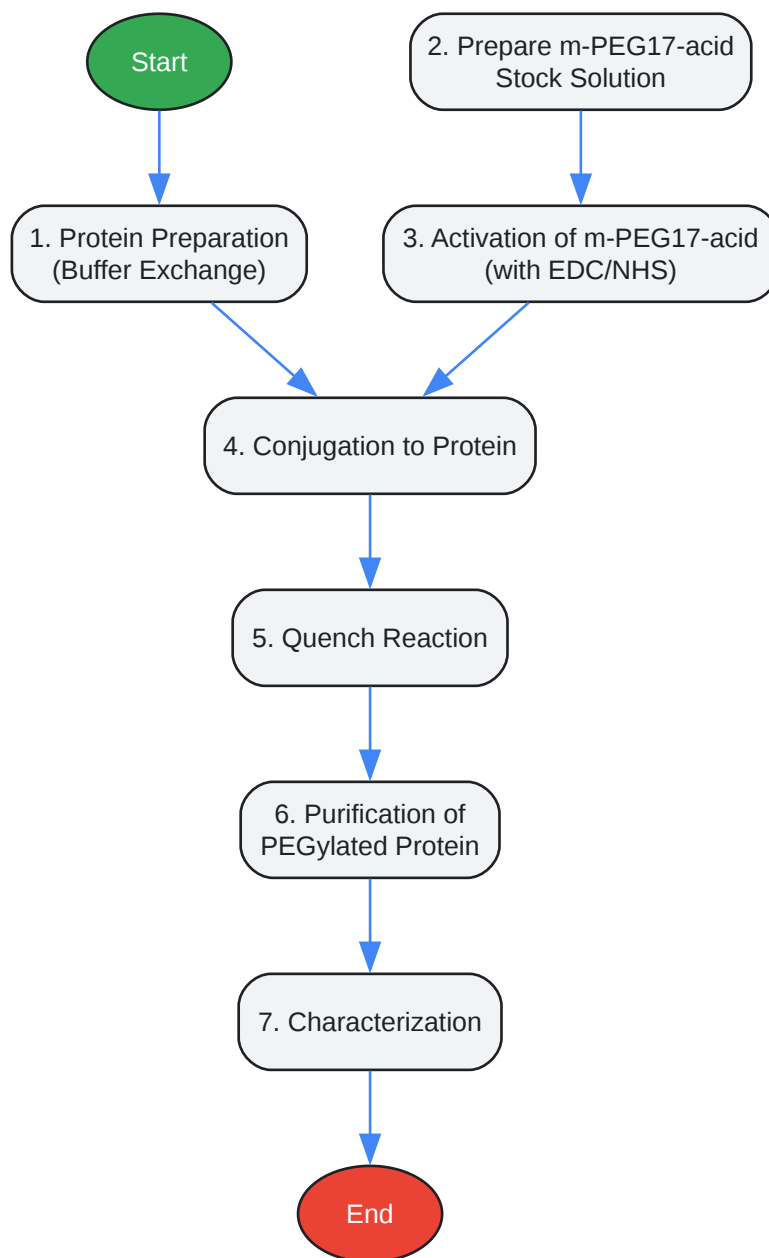 Start
2. Prepare m-PEG17-acid
Stock Solution
1. Protein Preparation
(Buffer Exchange)
3. Activation of m-PEG17-acid
(with EDC/NHS)
4. Conjugation to Protein
5. Quench Reaction
6. Purification of
PEGylated Protein
7. Characterization
End